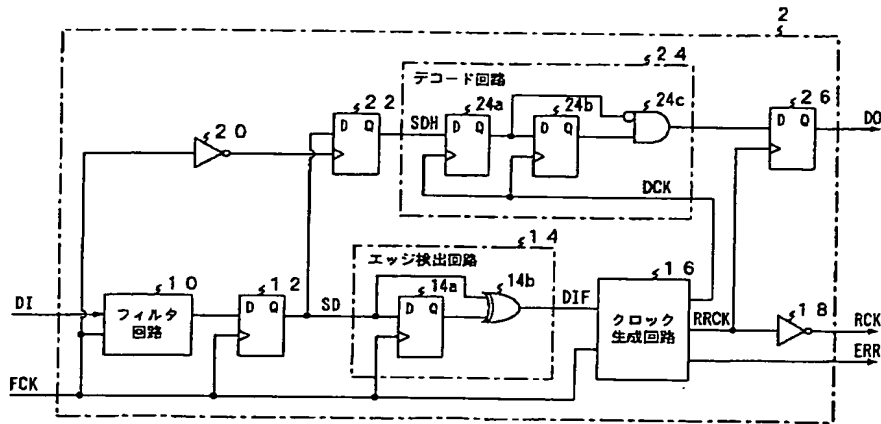 2
24
デコード回路
22
24a
24b
24c
26
20
D Q
SDH
D Q
D Q
D Q
DO
DCK
14
エッジ検出回路
16
10
12
14a
14b
18
DI
フィルタ
回路
D Q
SD
D Q
DIF
クロック
生成回路
RRCK
RCK
ERR
FCK